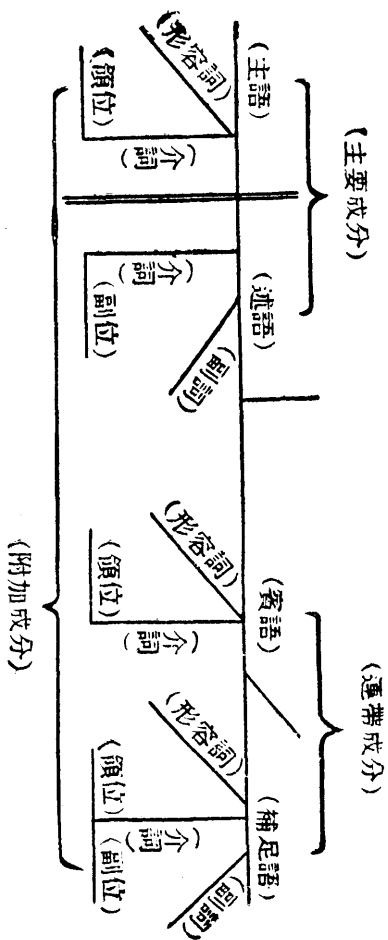 (主要成分)
(連帶成分)
(主語)
(述語)
(賓語)
(補足語)
(形容詞)
(介詞)
(領位)
(介詞)
(副位)
(副詞)
(形容詞)
(介詞)
(領位)
(形容詞)
(介詞)
(領位)
(副位)
(副詞)
(附加成分)